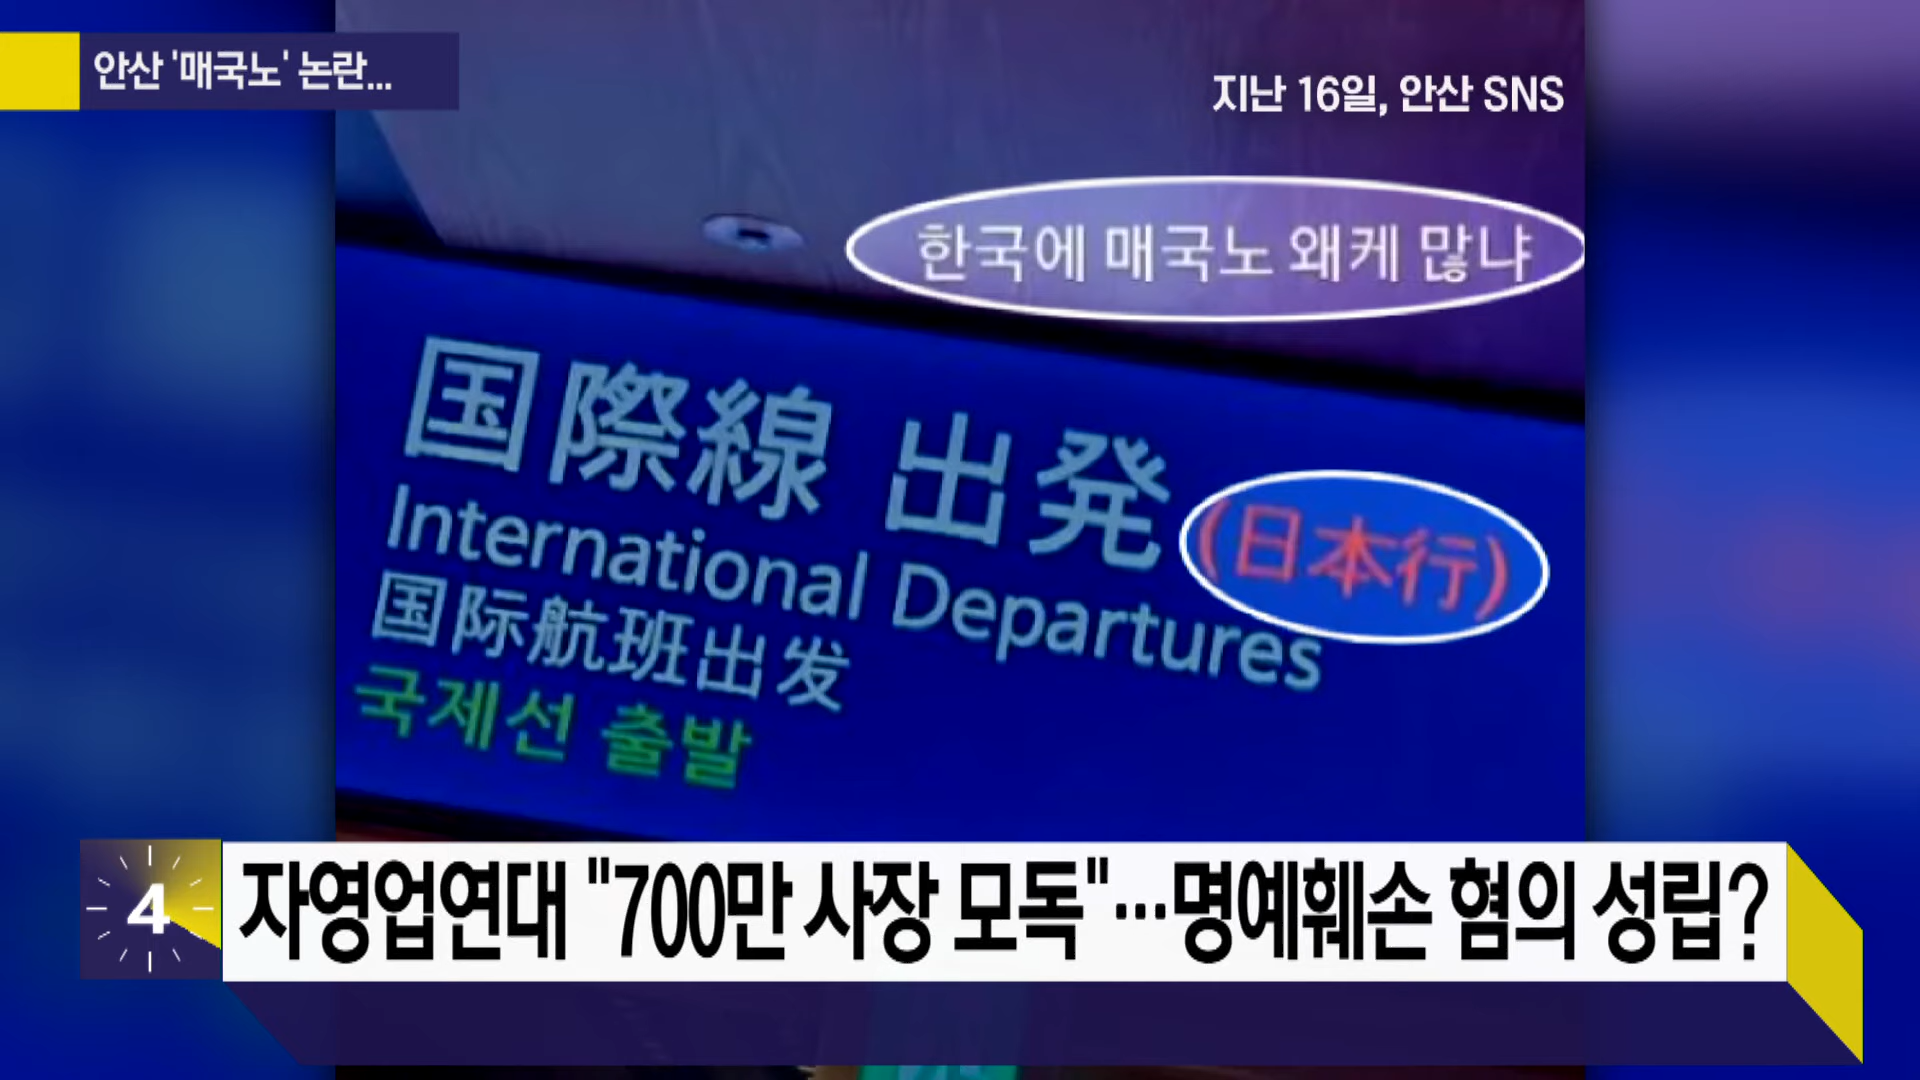 안산 '매국노' 논란...
지난 16일, 안산 SNS
한국에 매국노 왜케 많냐
国際線 出発 (日本行)
International Departures
国际航班出发
국제선 출발
4
자영업연대 "700만 사장 모독"…명예훼손 혐의 성립?